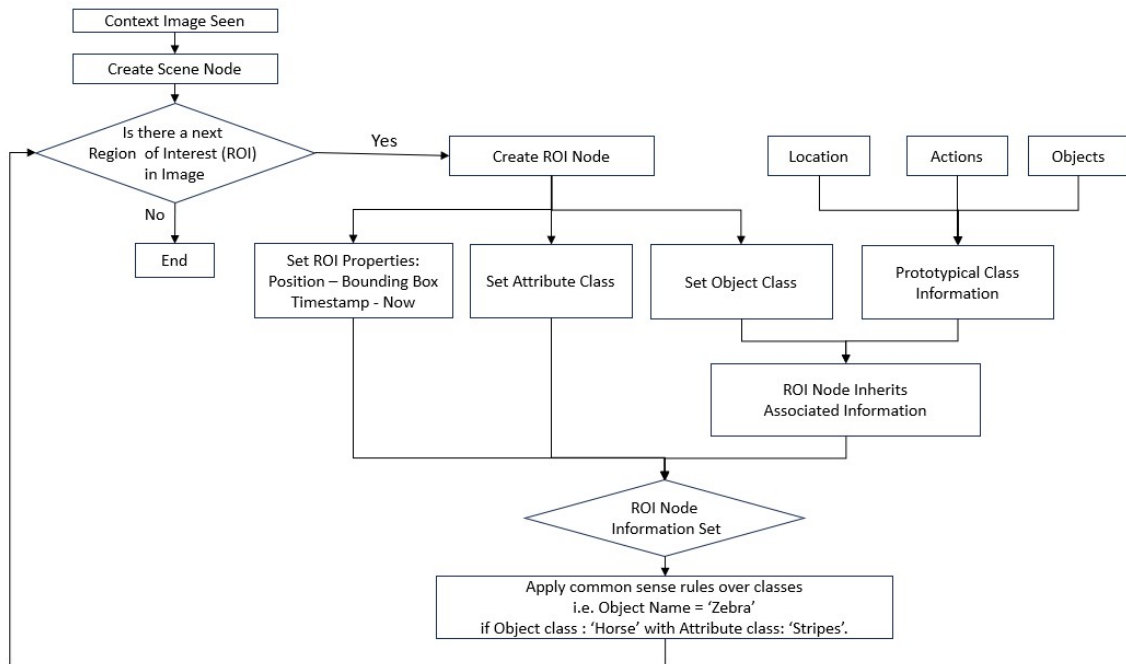 Context Image Seen
Create Scene Node
Is there a next
Region of Interest (ROI)
in Image
Yes
No
End
Create ROI Node
Location
Actions
Objects
Set ROI Properties:
Position – Bounding Box
Timestamp - Now
Set Attribute Class
Set Object Class
Prototypical Class
Information
ROI Node Inherits
Associated Information
ROI Node
Information Set
Apply common sense rules over classes
i.e. Object Name = ‘Zebra’
if Object class : ‘Horse’ with Attribute class: ‘Stripes’.